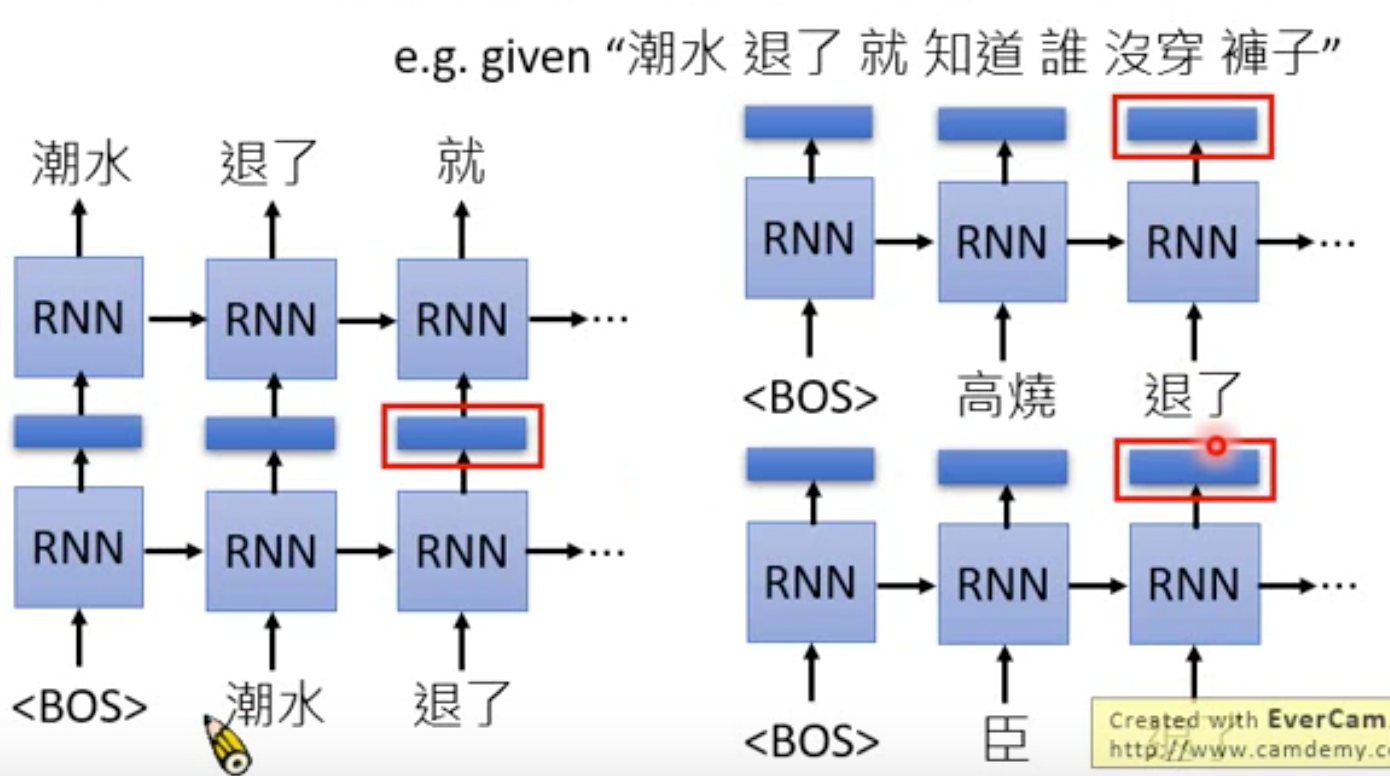 e.g. given “潮水 退了 就 知道 誰 沒穿 褲子”
潮水 退了 就
RNN RNN RNN ...
RNN RNN RNN ...
<BOS> 潮水 退了
RNN RNN RNN ...
<BOS> 高燒 退了
RNN RNN RNN ...
<BOS> 臣
Created with EverCam.
http://www.camdemy.co